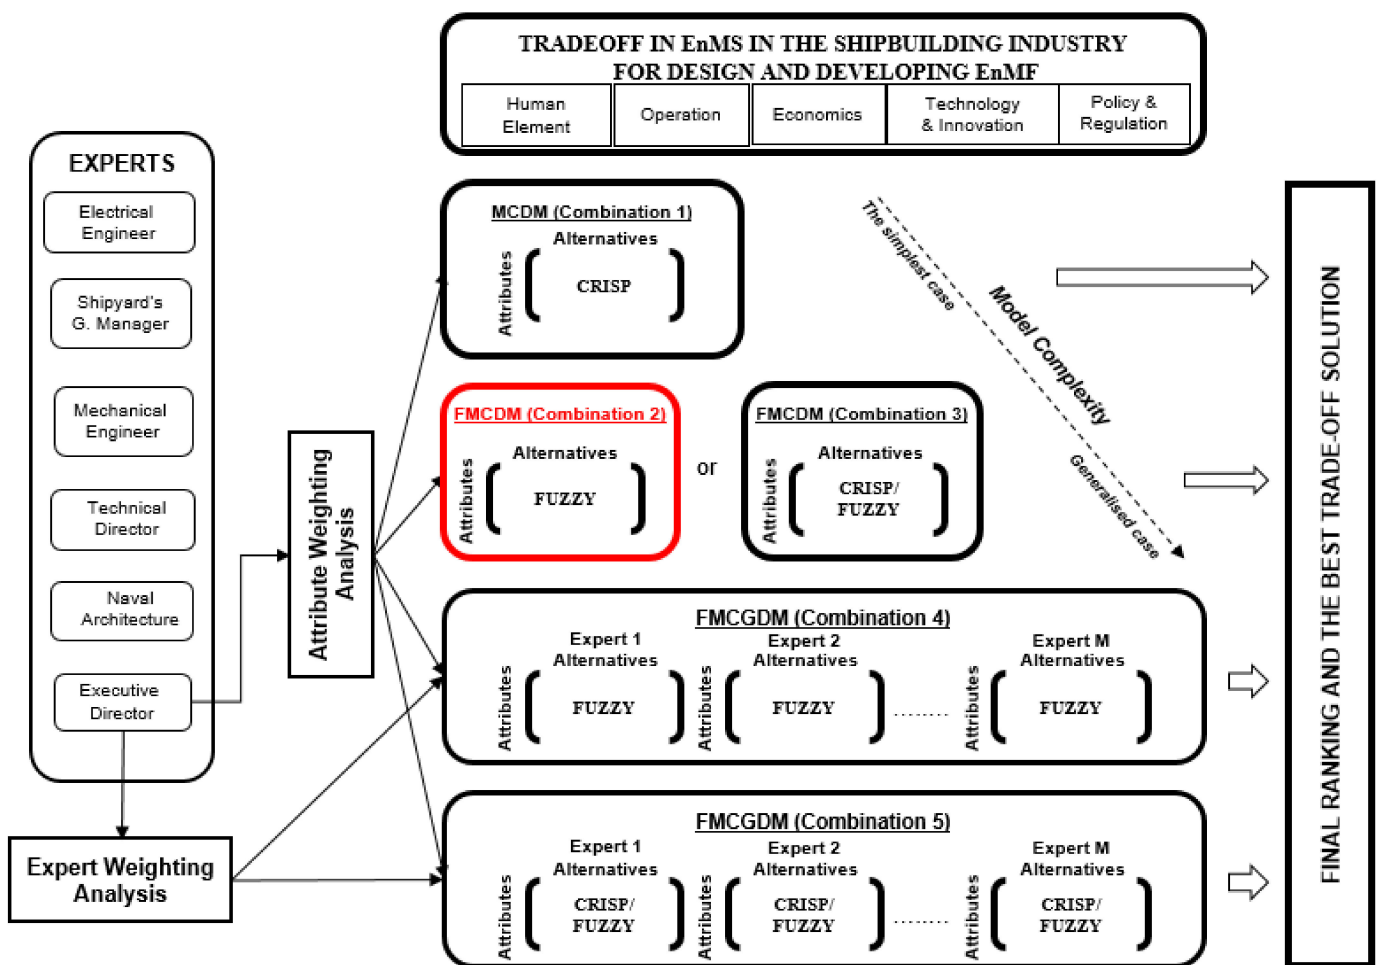 TRADEOFF IN EnMS IN THE SHIPBUILDING INDUSTRY
FOR DESIGN AND DEVELOPING EnMF
Human
Element
Operation
Economics
Technology
& Innovation
Policy &
Regulation
EXPERTS
Electrical
Engineer
Shipyard's
G. Manager
Mechanical
Engineer
Technical
Director
Naval
Architecture
Executive
Director
Expert Weighting
Analysis
Attribute Weighting
Analysis
MCDM (Combination 1)
Alternatives
Attributes
CRISP
FMCDM (Combination 2)
Alternatives
Attributes
FUZZY
or
FMCDM (Combination 3)
Alternatives
Attributes
CRISP/
FUZZY
The simplest case
Model Complexity
Generalised case
FMCGDM (Combination 4)
Expert 1
Alternatives
Attributes
FUZZY
Expert 2
Alternatives
Attributes
FUZZY
........
Expert M
Alternatives
Attributes
FUZZY
FMCGDM (Combination 5)
Expert 1
Alternatives
Attributes
CRISP/
FUZZY
Expert 2
Alternatives
Attributes
CRISP/
FUZZY
.........
Expert M
Alternatives
Attributes
CRISP/
FUZZY
FINAL RANKING AND THE BEST TRADE-OFF SOLUTION